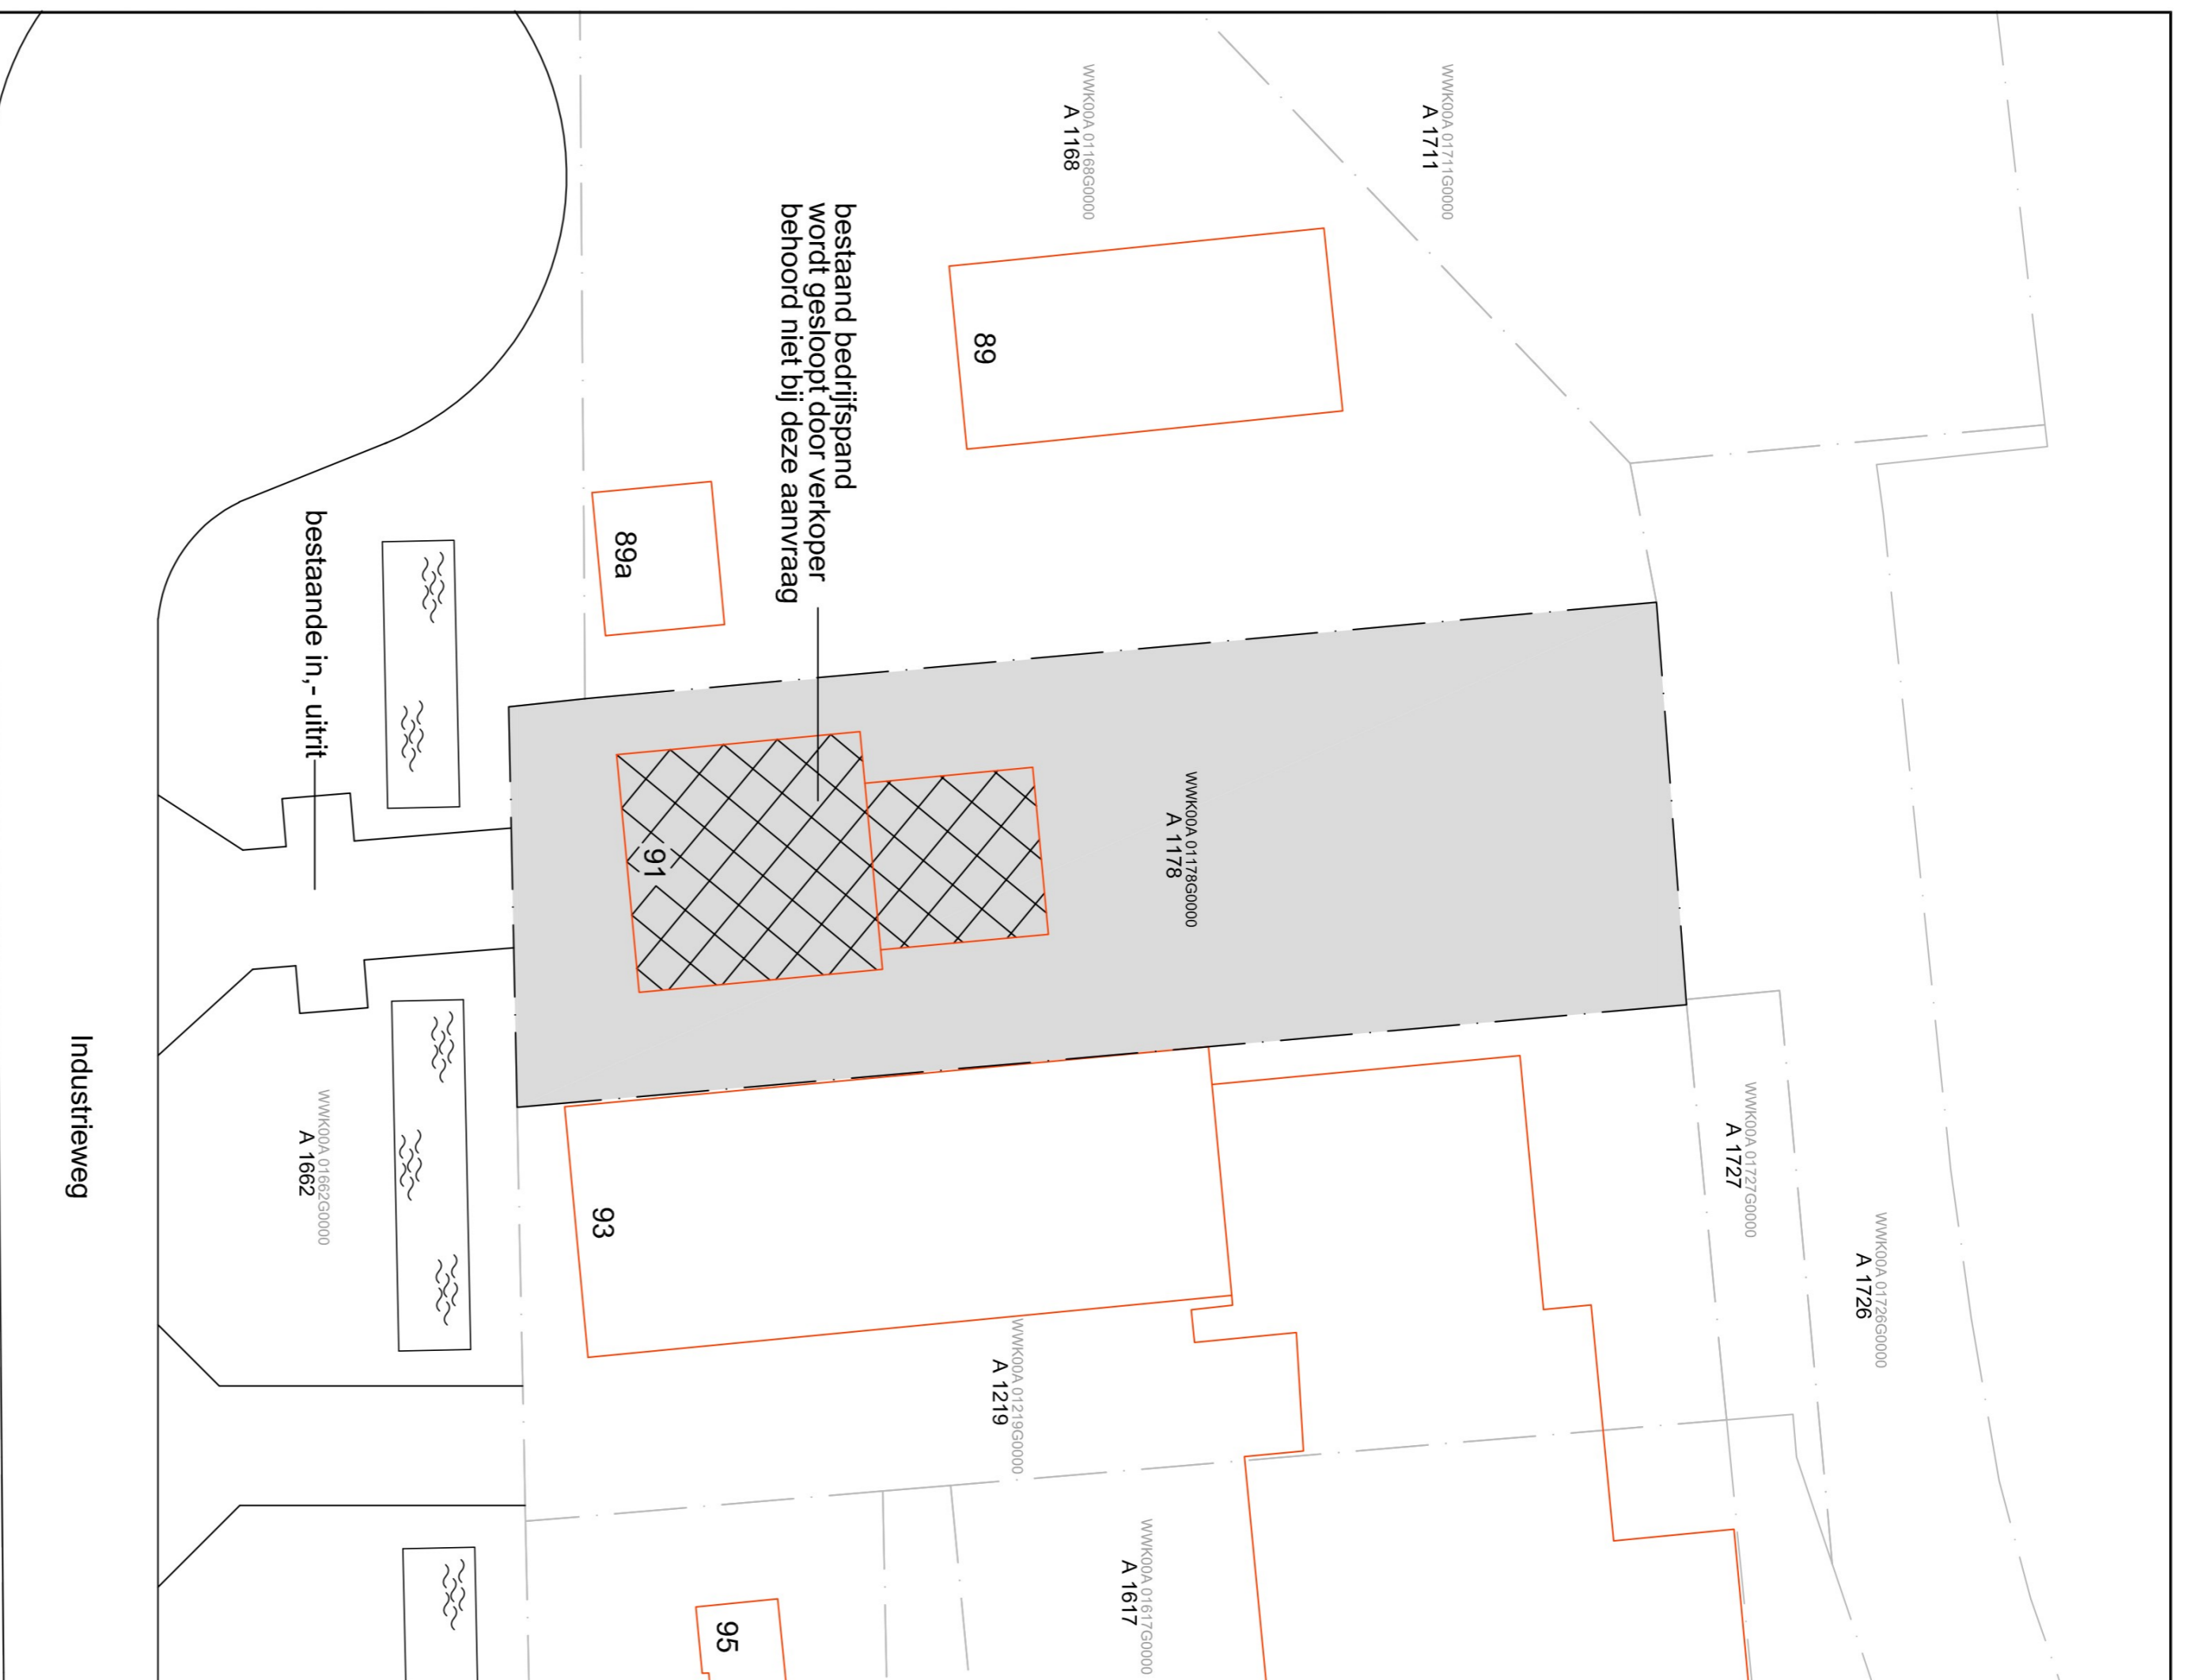 WWK00A 01711G0000
A 1711
WWK00A 01168G0000
A 1168
89
bestaand bedrijfspand
wordt gesloopt door verkoper
behoord niet bij deze aanvraag
89a
bestaande in,- uitrit
WWK00A 01178G0000
A 1178
91
WWK00A 01727G0000
A 1727
WWK00A 01726G0000
A 1726
93
WWK00A 01662G0000
A 1662
Industrieweg
WWK00A 01219G0000
A 1219
WWK00A 01617G0000
A 1617
95